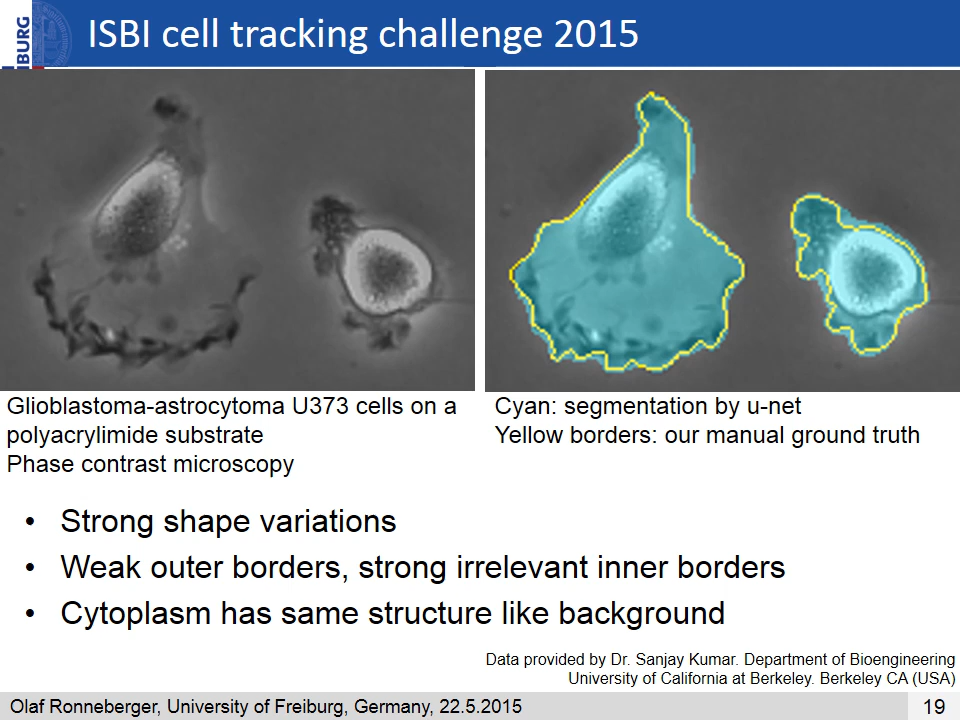 BURG
ISBI cell tracking challenge 2015
Glioblastoma-astrocytoma U373 cells on a
polyacrylimide substrate
Phase contrast microscopy
Cyan: segmentation by u-net
Yellow borders: our manual ground truth
• Strong shape variations
• Weak outer borders, strong irrelevant inner borders
• Cytoplasm has same structure like background
Data provided by Dr. Sanjay Kumar. Department of Bioengineering
University of California at Berkeley. Berkeley CA (USA)
Olaf Ronneberger, University of Freiburg, Germany, 22.5.2015
19